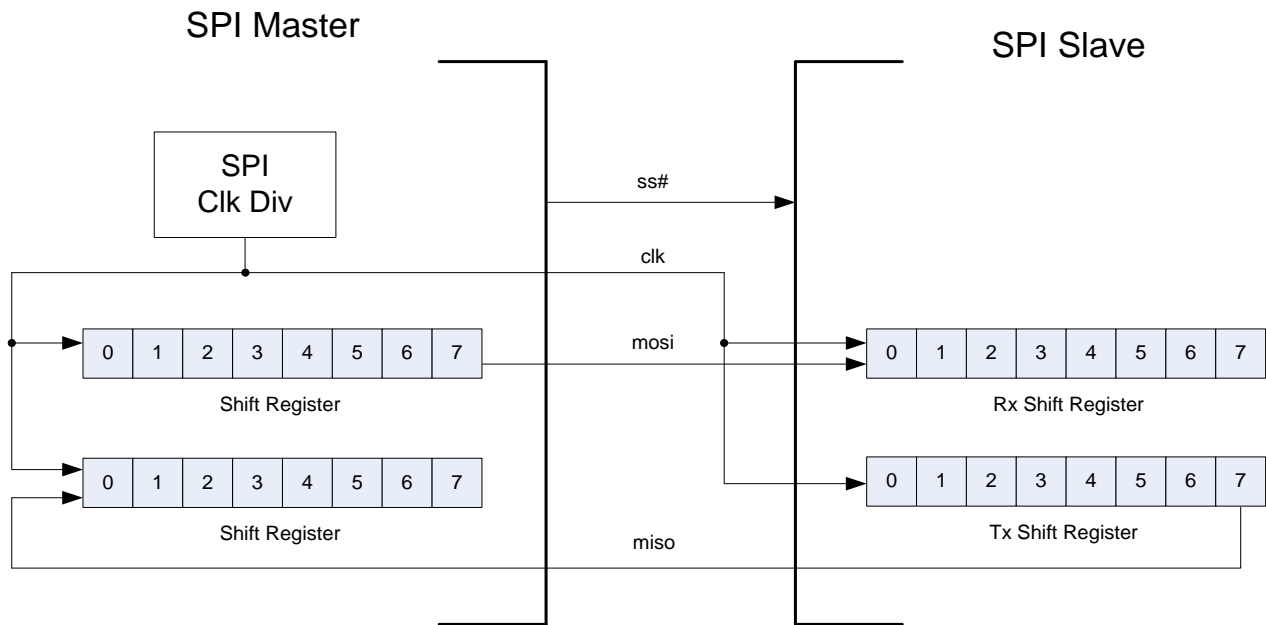 SPI Master
SPI Slave
SPI
Clk Div
ss#
clk
mosi
0 1 2 3 4 5 6 7
Shift Register
0 1 2 3 4 5 6 7
Rx Shift Register
0 1 2 3 4 5 6 7
Shift Register
0 1 2 3 4 5 6 7
Tx Shift Register
miso